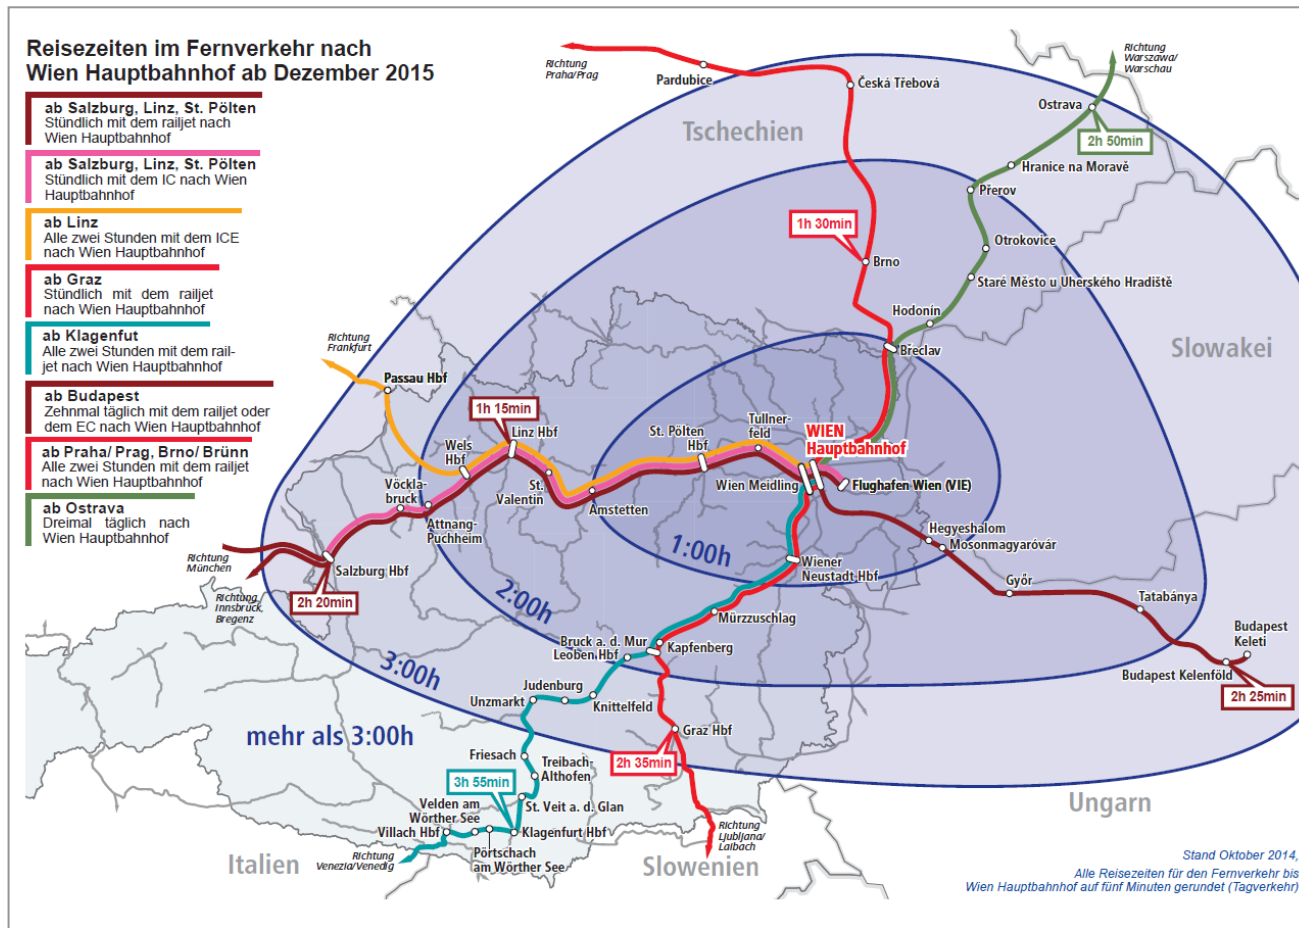 Reisezeiten im Fernverkehr nach
Wien Hauptbahnhof ab Dezember 2015
ab Salzburg, Linz, St. Pölten
Stündlich mit dem railjet nach
Wien Hauptbahnhof
ab Salzburg, Linz, St. Pölten
Stündlich mit dem IC nach Wien
Hauptbahnhof
ab Linz
Alle zwei Stunden mit dem ICE
nach Wien Hauptbahnhof
ab Graz
Stündlich mit dem railjet
nach Wien Hauptbahnhof
ab Klagenfut
Alle zwei Stunden mit dem rail-
jet nach Wien Hauptbahnhof
ab Budapest
Zehnmal täglich mit dem railjet oder
dem EC nach Wien Hauptbahnhof
ab Praha/ Prag, Brno/ Brünn
Alle zwei Stunden mit dem railjet
nach Wien Hauptbahnhof
ab Ostrava
Dreimal täglich nach
Wien Hauptbahnhof
Richtung
Praha/Prag
Pardubice
Česká Třebová
Richtung
Warszawa/
Warschau
Ostrava
2h 50min
Tschechien
Hranice na Moravě
Přerov
1h 30min
Otrokovice
Brno
Staré Město u Uherského Hradiště
Hodonín
Břeclav
Slowakei
Richtung
Frankfurt
Passau Hbf
1h 15min
Linz Hbf
Wels
Hbf
St. Pölten
Hbf
Tullner-
feld
WIEN
Hauptbahnhof
Vöckla-
bruck
St.
Valentin
Wien Meidling
Flughafen Wien (VIE)
Amstetten
Attnang-
Puchheim
Hegyeshalom
Mosonmagyaróvár
1:00h
Richtung
München
Salzburg Hbf
Wiener
Neustadt Hbf
Győr
Richtung
Innsbruck,
Bregenz
2h 20min
2:00h
Tatabánya
Mürzzuschlag
Bruck a. d. Mur
Leoben Hbf
Kapfenberg
Budapest
Keleti
3:00h
Budapest Kelenföld
2h 25min
Judenburg
Unzmarkt
Knittelfeld
mehr als 3:00h
Graz Hbf
Friesach
Treibach-
Althofen
2h 35min
3h 55min
St. Veit a. d. Glan
Velden am
Wörther See
Villach Hbf
Klagenfurt Hbf
Ungarn
Richtung
Ljubljana/
Laibach
Italien
Richtung
Venezia/Venedig
Pörtschach
am Wörther See
Slowenien
Stand Oktober 2014,
Alle Reisezeiten für den Fernverkehr bis
Wien Hauptbahnhof auf fünf Minuten gerundet (Tagverkehr)